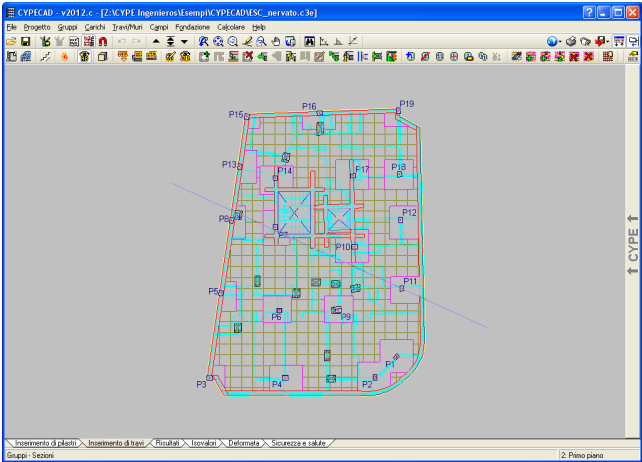 CYPECAD - v2012.c - [Z:\CYPE Ingenieros\Esempi\CYPECAD\ESC_nervato.c3e]
File Progetto Gruppi Carichi Travi/Muri Campi Fondazione Calcolare Help
P19
P16
P15
P13
P14
P17
P18
P8
P12
P7
P10
P5
P11
P6
P9
P1
P3
P4
P2
CYPE
Inserimento di pilastri Inserimento di travi Risultati Isovalori Deformata Sicurezza e salute
Gruppi - Sezioni 2: Primo piano